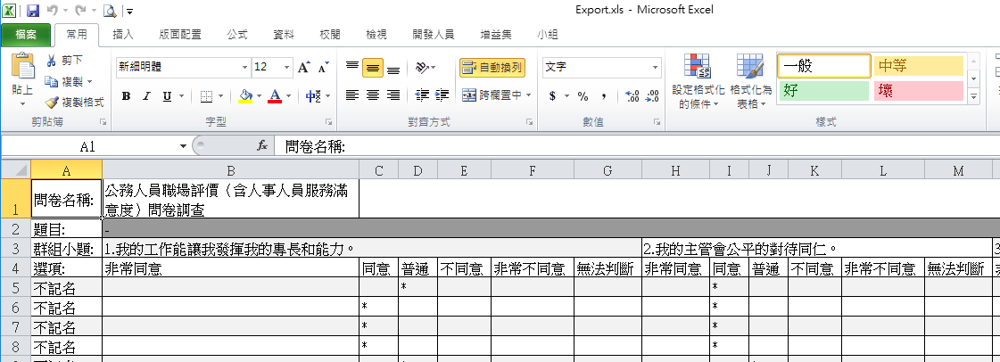 Export.xls - Microsoft Excel
檔案 常用 插入 版面配置 公式 資料 校閱 檢視 開發人員 增益集 小組
貼上
剪下
複製
複製格式
剪貼簿
新細明體 12
B I U
字型
自動換列
跨欄置中
對齊方式
文字
$ % ,
數值
設定格式化的條件
格式化為表格
一般 中等
好 壞
樣式
A1 fx 問卷名稱:
A B C D E F G H I J K L M
1 問卷名稱: 公務人員職場評價（含人事人員服務滿
意度）問卷調查
2 題目: -
3 群組小題: 1.我的工作能讓我發揮我的專長和能力。 2.我的主管會公平的對待同仁。
4 選項: 非常同意 同意 普通 不同意 非常不同意 無法判斷 非常同意 同意 普通 不同意 非常不同意 無法判斷
5 不記名 * *
6 不記名 * *
7 不記名 * *
8 不記名 * *